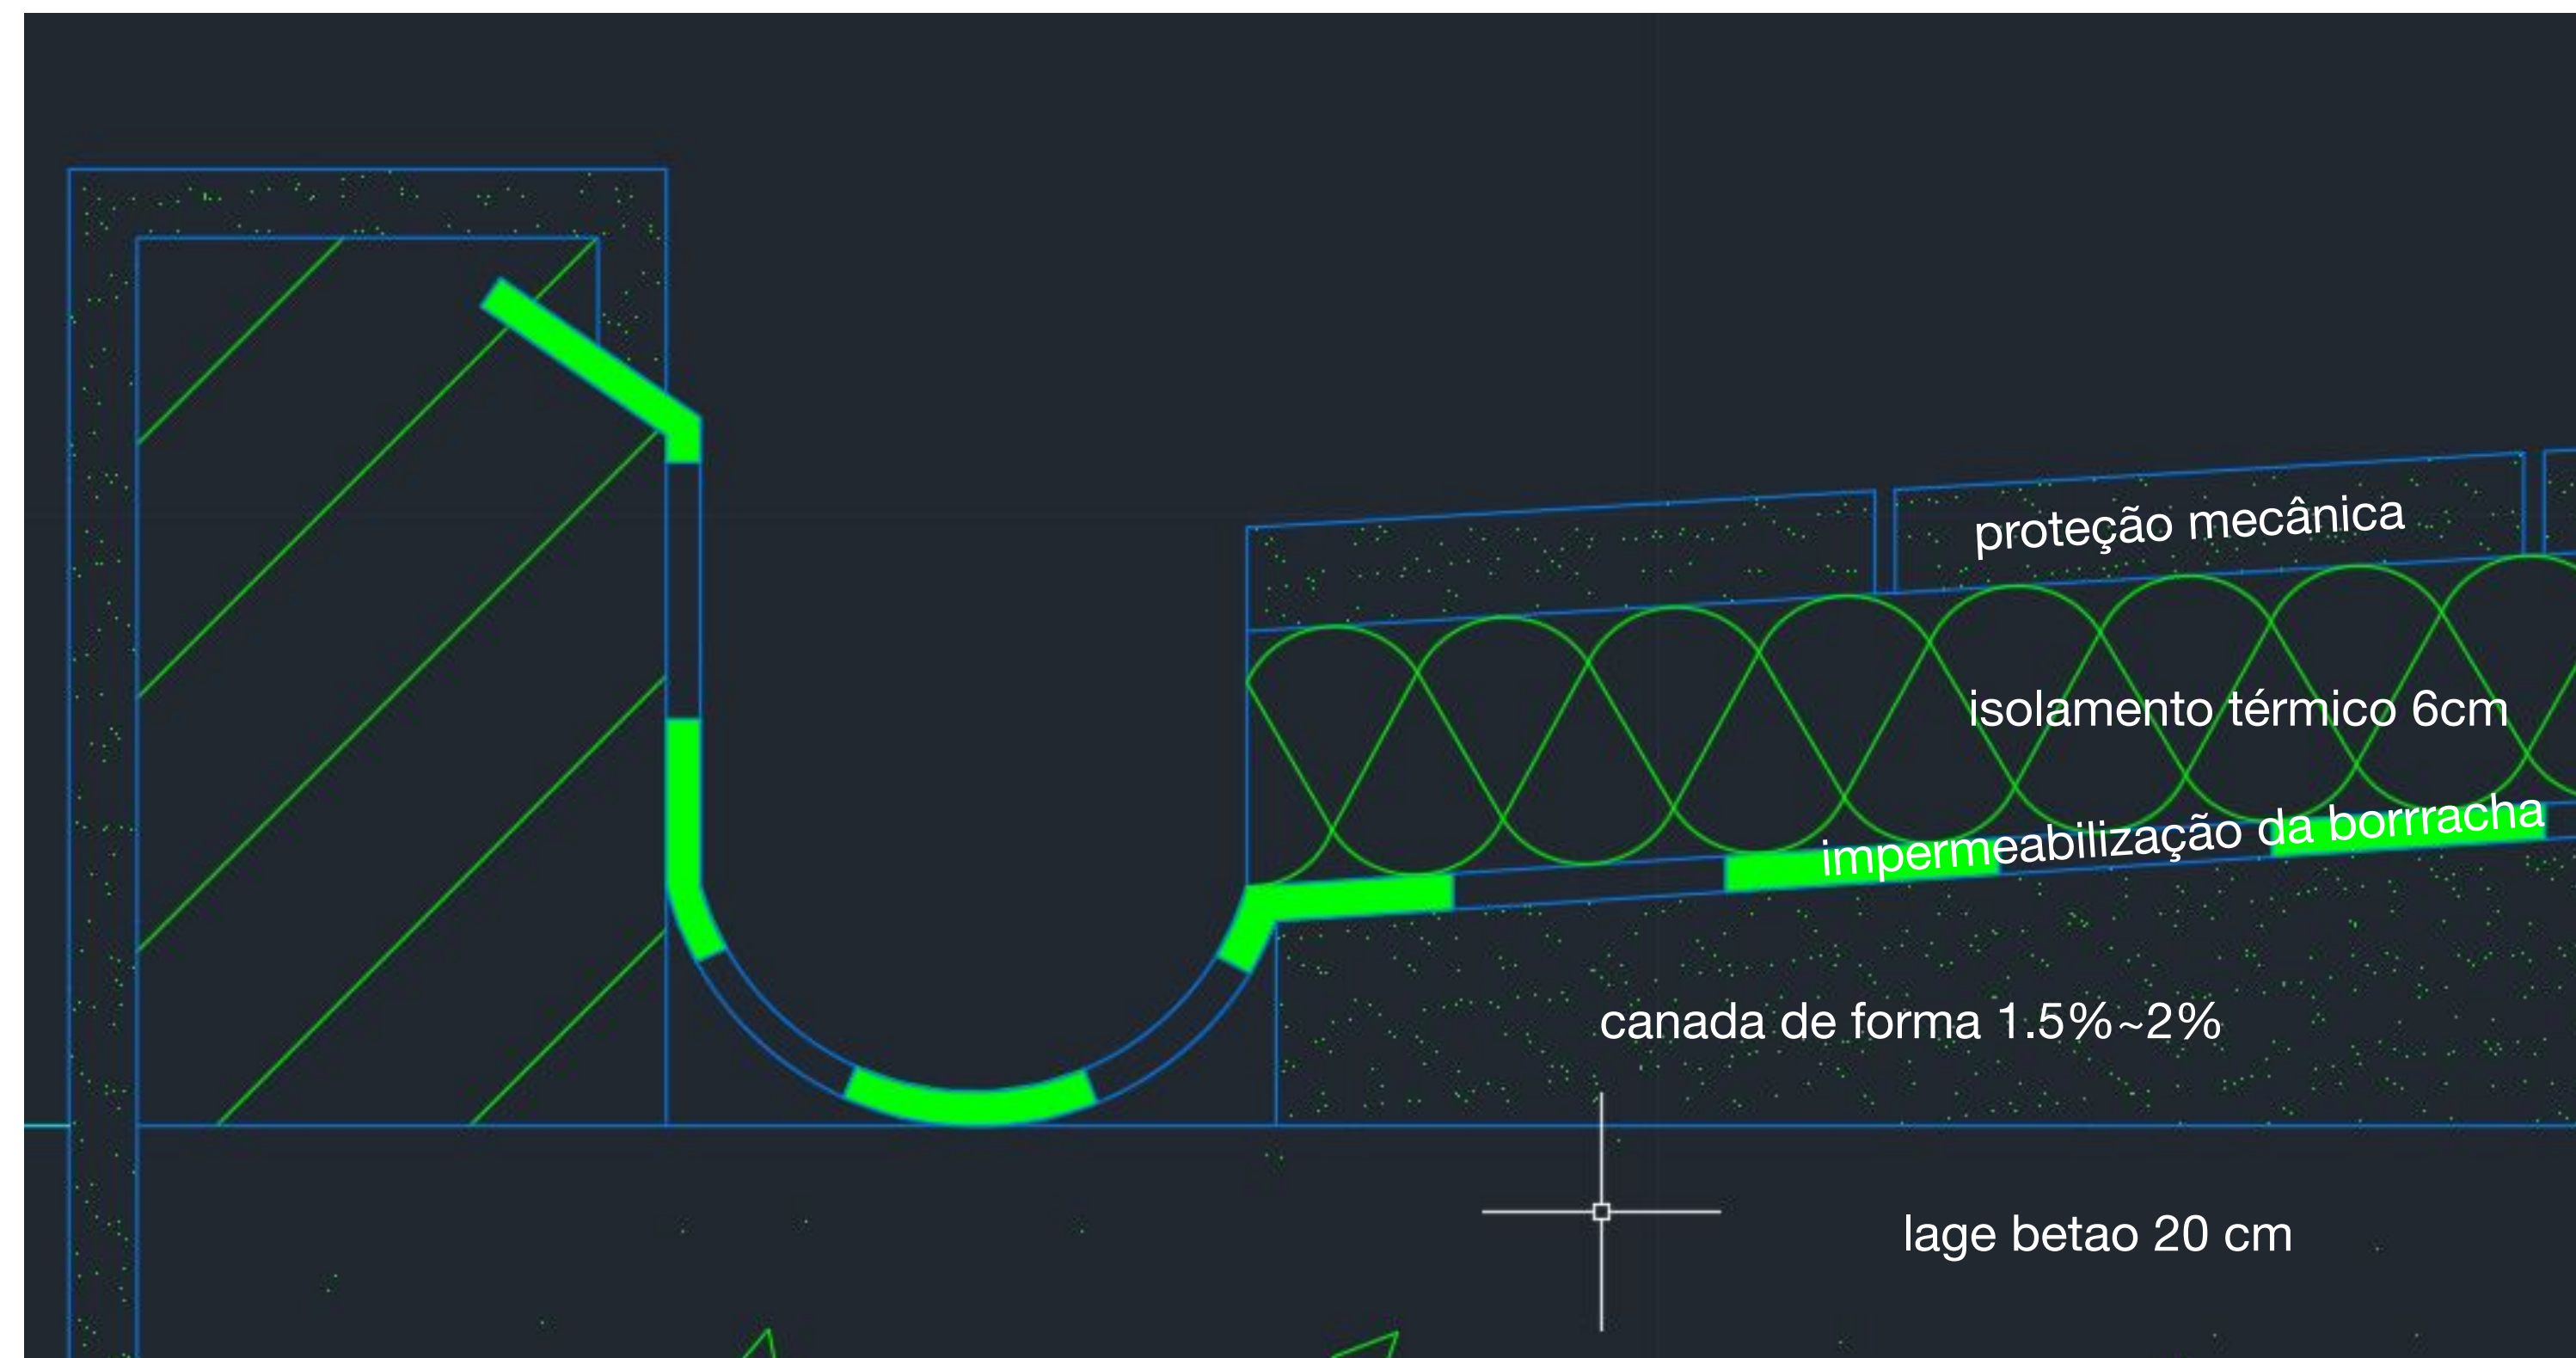 proteção mecânica
isolamento térmico 6cm
impermeabilização da borrracha
canada de forma 1.5%~2%
lage betao 20 cm